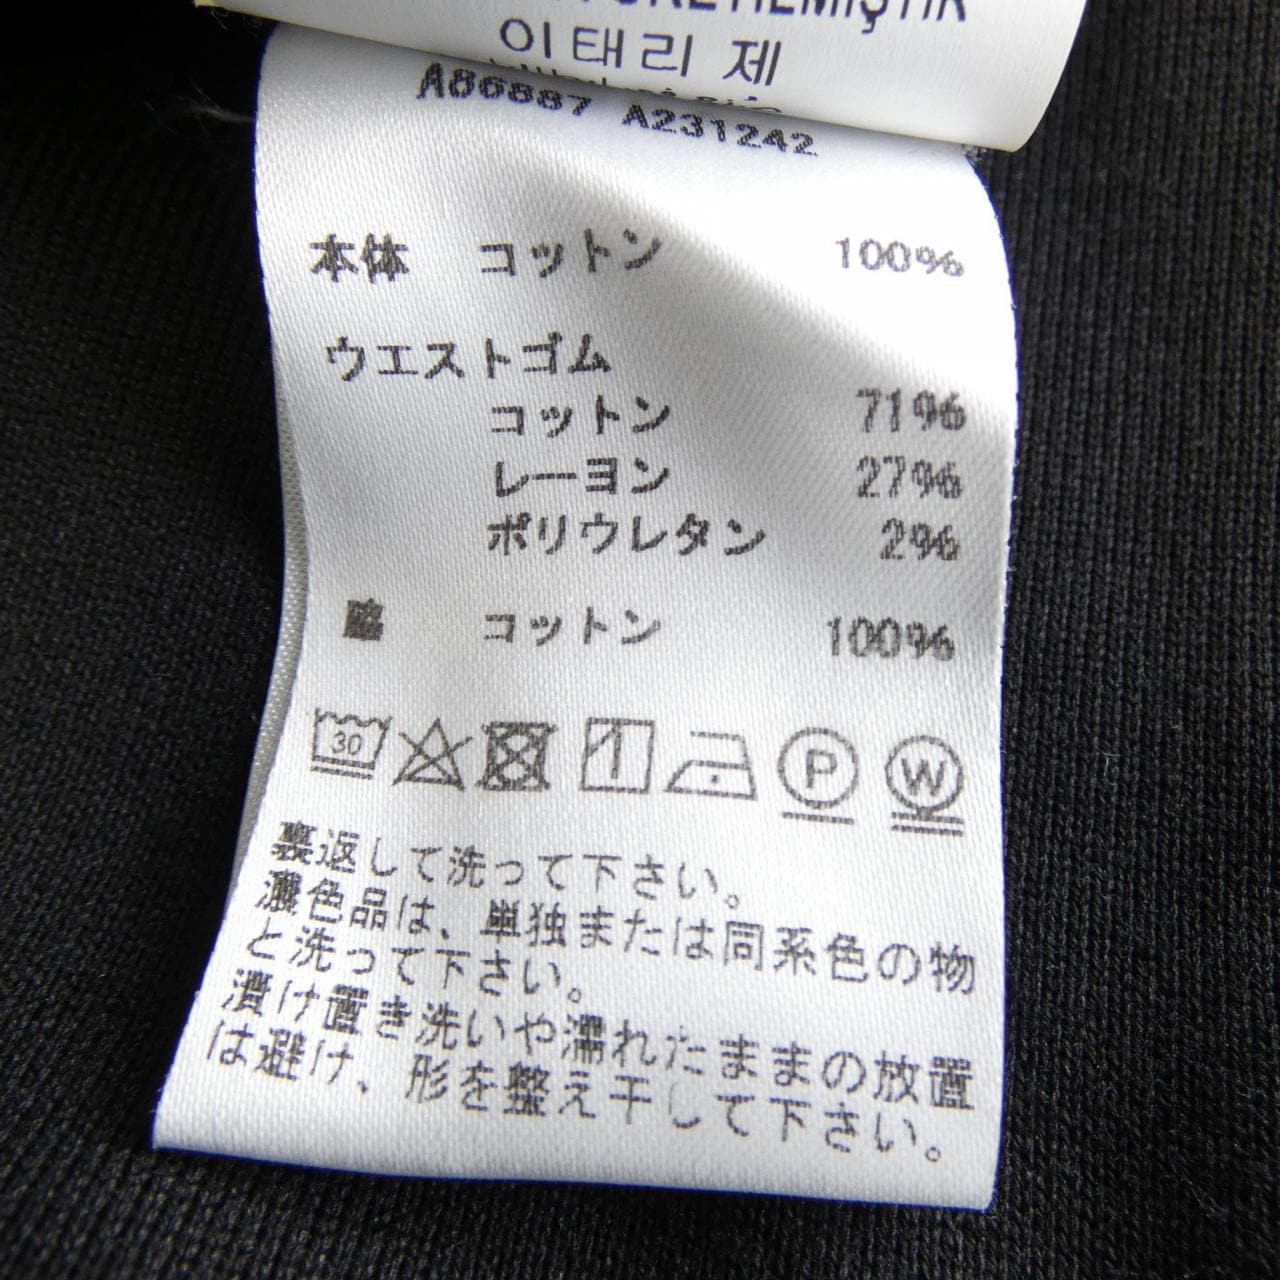 이태리 제
A86887 A231242
本体 コットン 100%
ウエストゴム
コットン 71%
レーヨン 27%
ポリウレタン 2%
脇 コットン 100%
30
P
W
裏返して洗って下さい。
濃色品は、単独または同系色の物
と洗って下さい。
漬け置き洗いや濡れたままの放置
は避け、形を整え干して下さい。